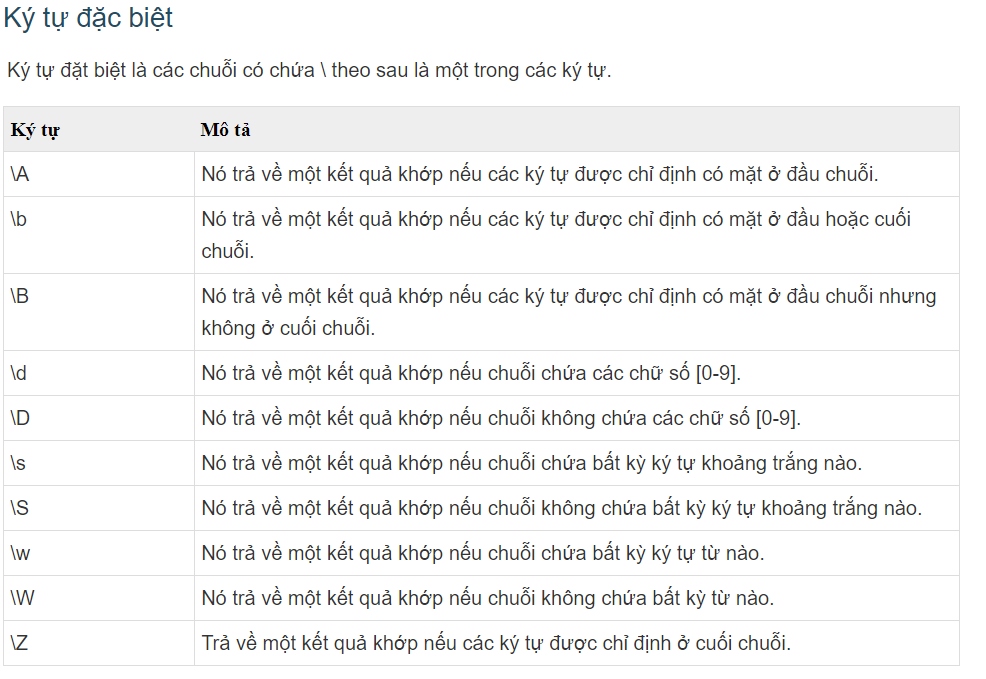 Ký tự đặc biệt
Ký tự đặt biệt là các chuỗi có chứa \ theo sau là một trong các ký tự.
Ký tự Mô tả
\A Nó trả về một kết quả khớp nếu các ký tự được chỉ định có mặt ở đầu chuỗi.
\b Nó trả về một kết quả khớp nếu các ký tự được chỉ định có mặt ở đầu hoặc cuối
chuỗi.
\B Nó trả về một kết quả khớp nếu các ký tự được chỉ định có mặt ở đầu chuỗi nhưng
không ở cuối chuỗi.
\d Nó trả về một kết quả khớp nếu chuỗi chứa các chữ số [0-9].
\D Nó trả về một kết quả khớp nếu chuỗi không chứa các chữ số [0-9].
\s Nó trả về một kết quả khớp nếu chuỗi chứa bất kỳ ký tự khoảng trắng nào.
\S Nó trả về một kết quả khớp nếu chuỗi không chứa bất kỳ ký tự khoảng trắng nào.
\w Nó trả về một kết quả khớp nếu chuỗi chứa bất kỳ ký tự từ nào.
\W Nó trả về một kết quả khớp nếu chuỗi không chứa bất kỳ từ nào.
\Z Trả về một kết quả khớp nếu các ký tự được chỉ định ở cuối chuỗi.